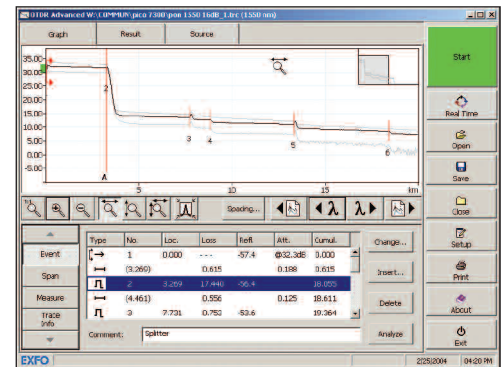 OTDR Advanced W:\COMMUN\pico 7300\pon 1550 16dB_1.trc (1550 nm)
Graph Result Source
35.00
30.00
25.00
20.00
15.00
10.00
5.00
0.00
-5.00
2
3 4 5 6
A
5 10 15 km
Spacing... λ λ
Event
Span
Measure
Trace Info
Type No. Loc. Loss Refl. Att. Cumul.
1 0.000 --- -57.4 @32.3dB 0.000
(3.269) 0.615 0.188 0.615
2 3.269 17.440 -56.4 18.055
(4.461) 0.556 0.125 18.611
3 7.731 0.753 -53.6 19.364
Comment: Splitter
Change...
Insert...
Delete
Analyze
Start
Real Time
Open
Save
Close
Setup
Print
About
Exit
EXFO 2/25/2004 04:20 PM